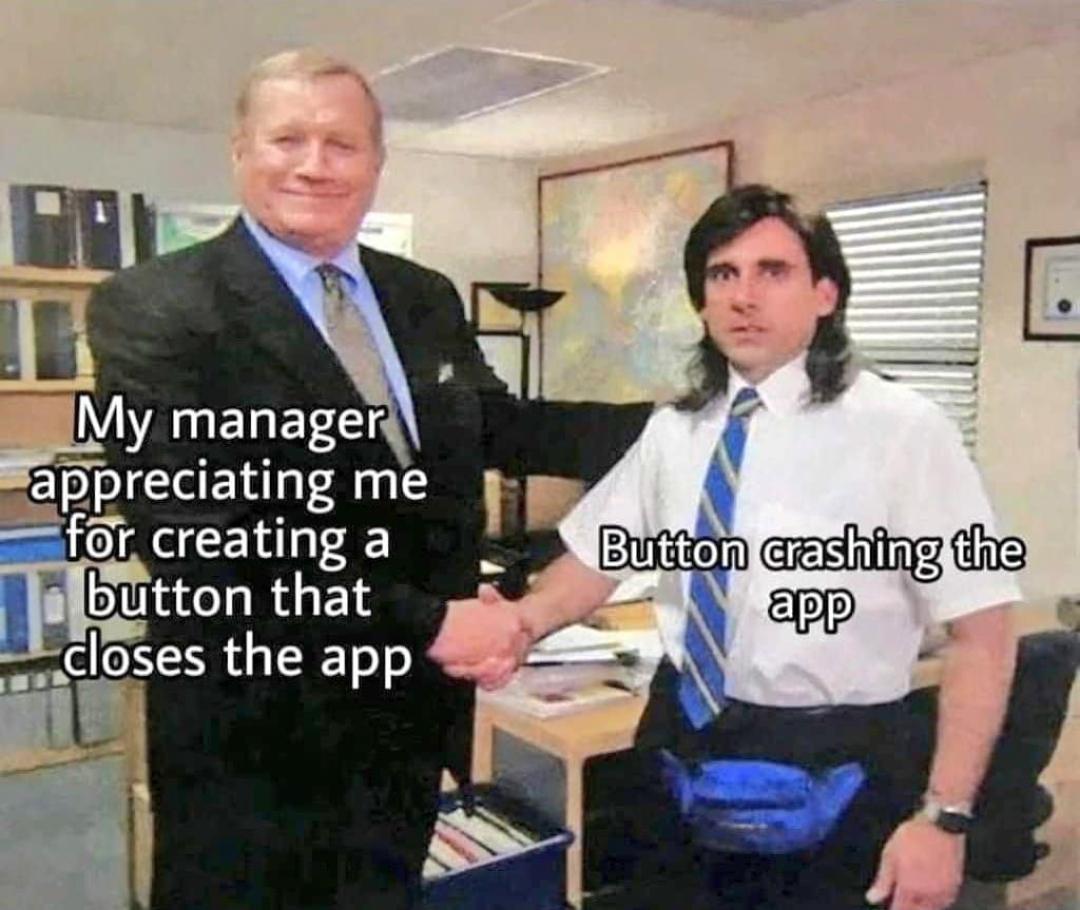 My manager
appreciating me
for creating a
button that
closes the app
Button crashing the
app